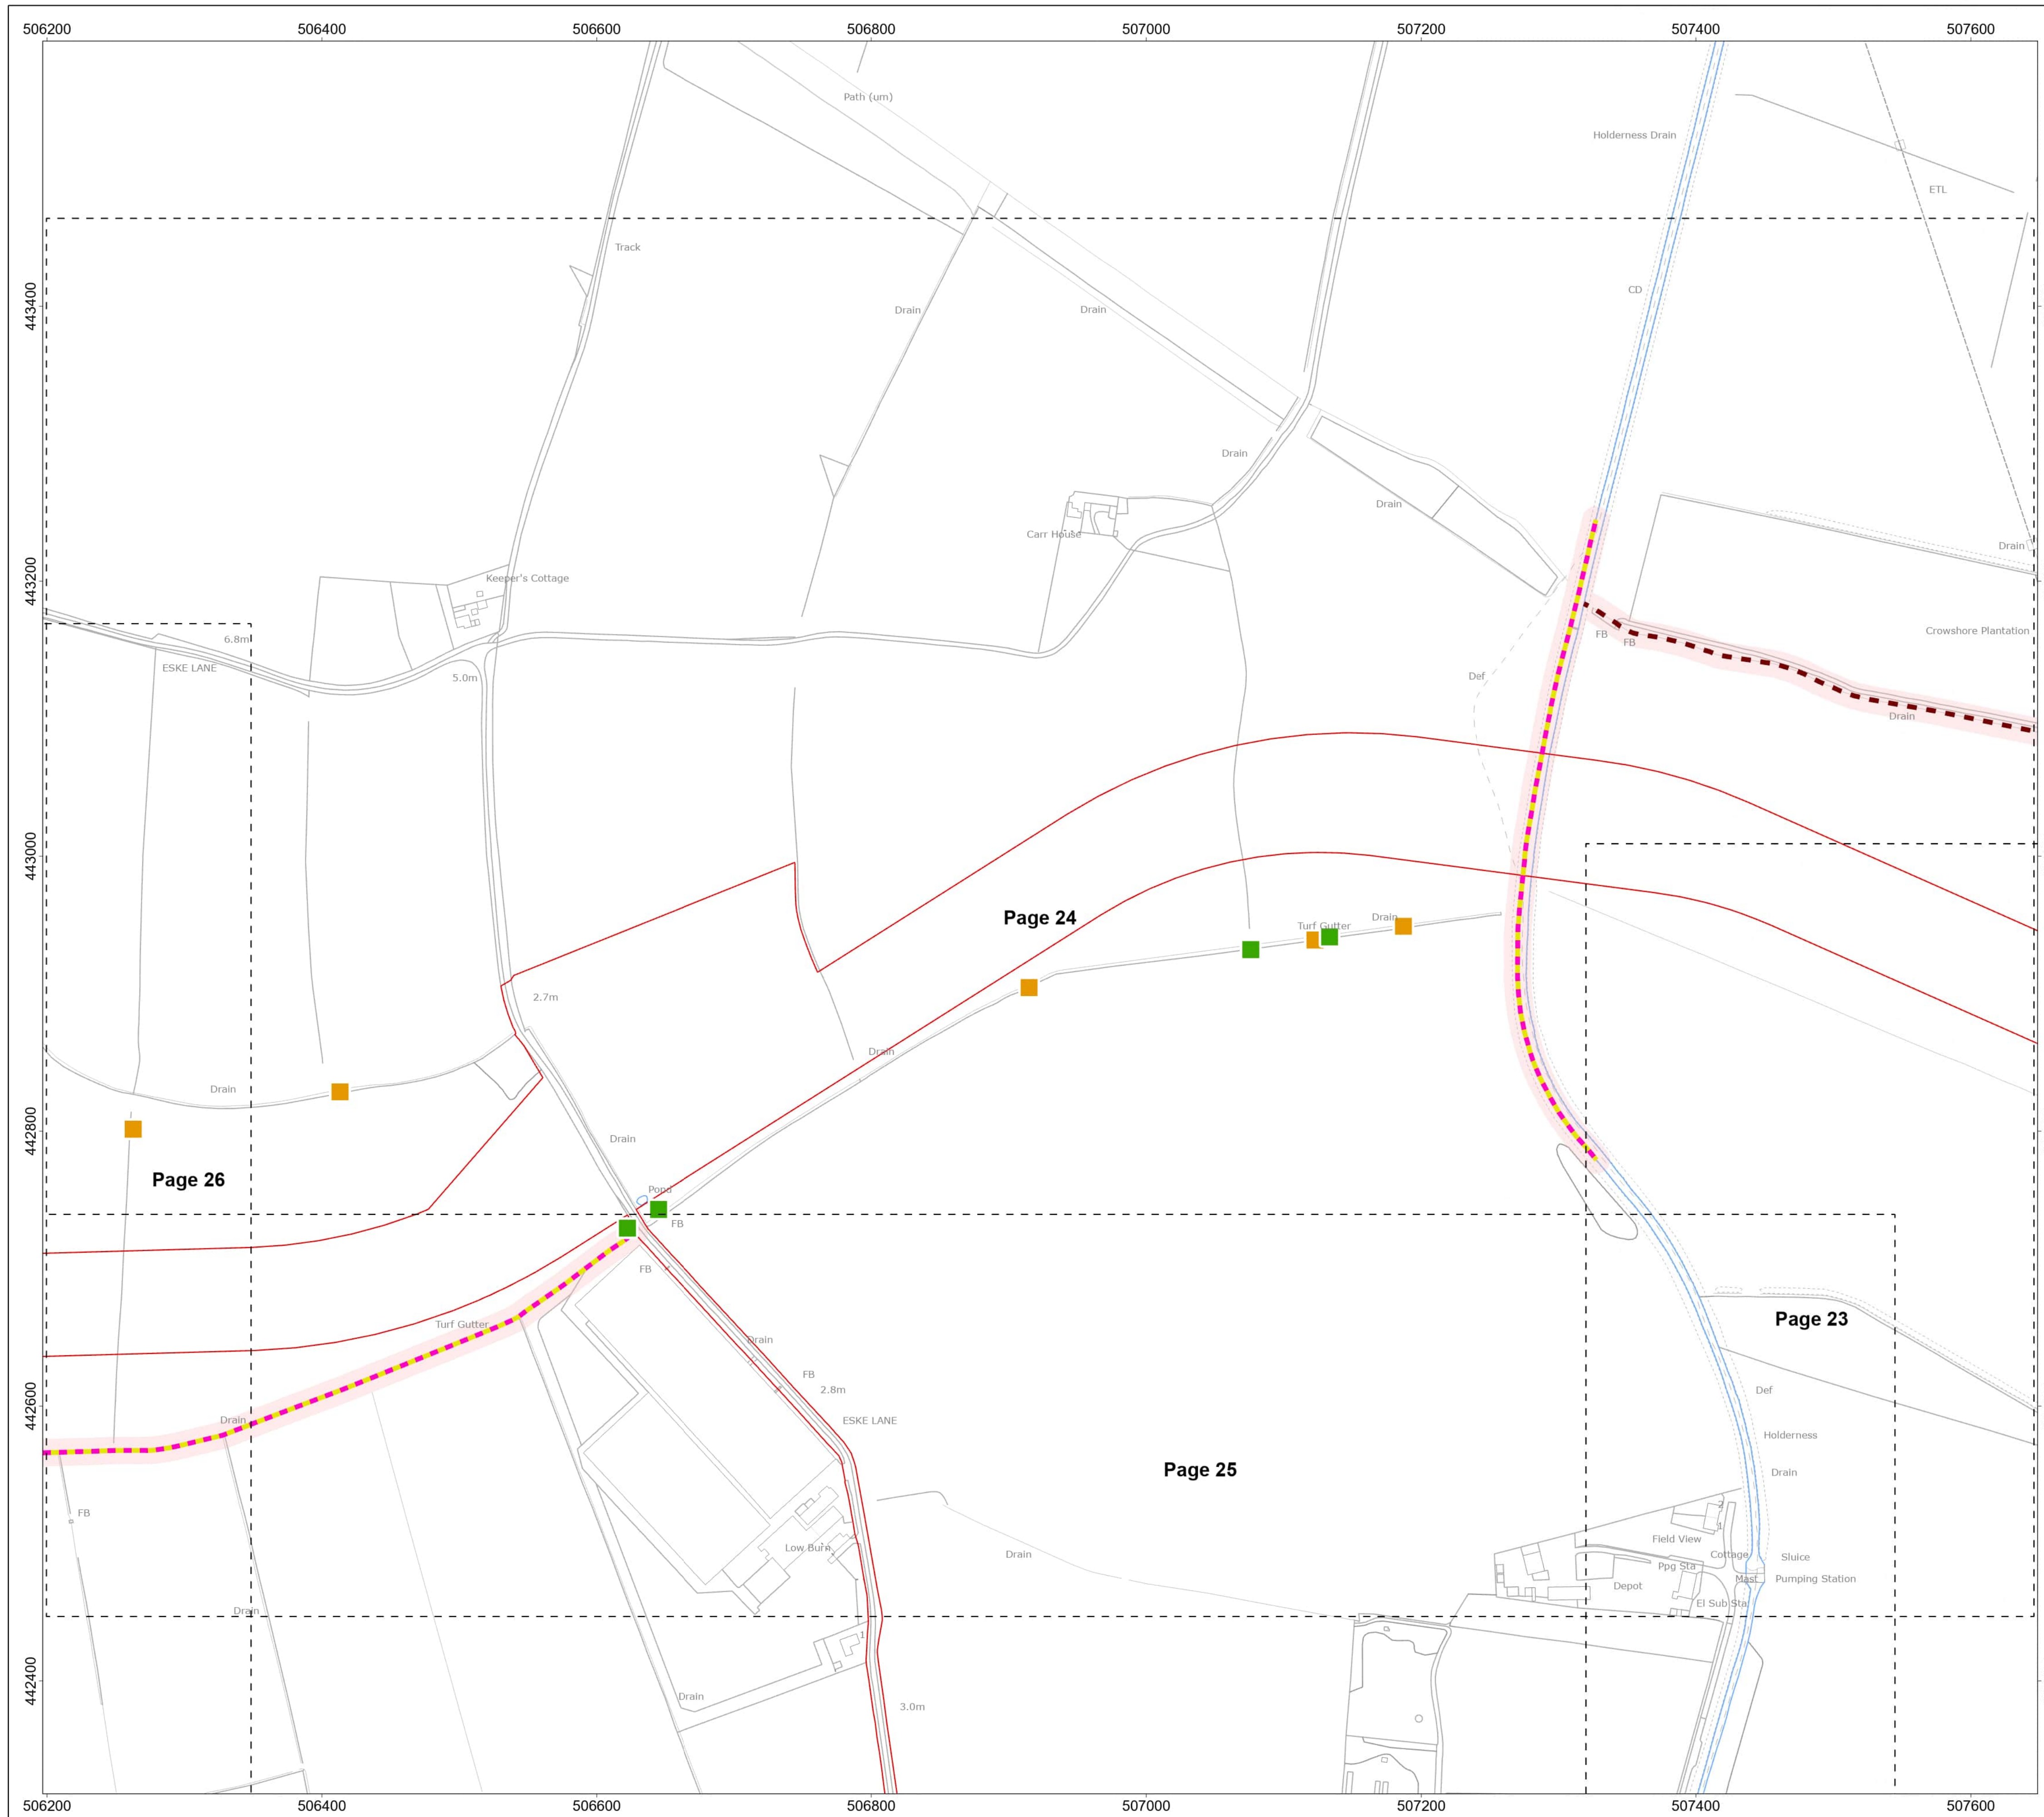 506200 506400 506600 506800 507000 507200 507400 507600
Path (um)
Holderness Drain
ETL
Track
CD
443400
Drain
Drain
Drain
Drain
Carr House
Drain
443200
Keeper's Cottage
6.8m
ESKE LANE
5.0m
FB
FB
Crowshore Plantation
Def
Drain
443000
Page 24
Turf Gutter
Drain
2.7m
Drain
Drain
442800
Drain
Page 26
Pond
FB
FB
Turf Gutter
Drain
Page 23
FB
2.8m
Def
442600
Drain
ESKE LANE
Holderness
Drain
Page 25
FB
2
1
Field View
Low Burn
Drain
Cottage
Sluice
Ppg Sta
Mast
Pumping Station
Depot
El Sub Sta
Drain
1
442400
Drain
3.0m
506200 506400 506600 506800 507000 507200 507400 507600